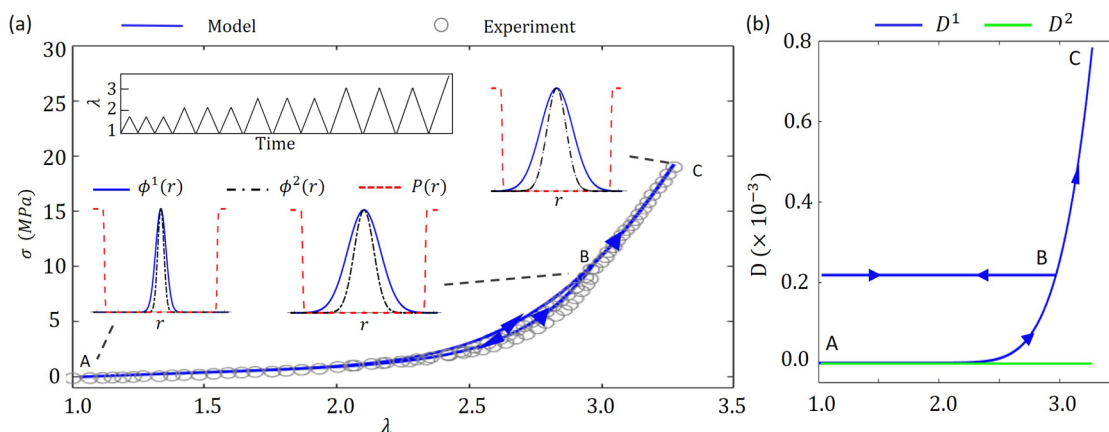 (a)
Model
Experiment
30
25
20
15
10
5
0
σ (MPa)
3
2
1
λ
Time
ϕ¹(r)
ϕ²(r)
P(r)
r
r
r
A
B
C
1.0
1.5
2.0
2.5
3.0
3.5
λ
(b)
D¹
D²
0.8
0.6
0.4
0.2
0.0
D (× 10⁻³)
A
B
C
1.0
2.0
3.0